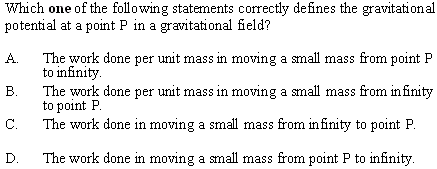 Which one of the following statements correctly defines the gravitational
potential at a point P in a gravitational field?
A. The work done per unit mass in moving a small mass from point P
to infinity.
B. The work done per unit mass in moving a small mass from infinity
to point P.
C. The work done in moving a small mass from infinity to point P.
D. The work done in moving a small mass from point P to infinity.